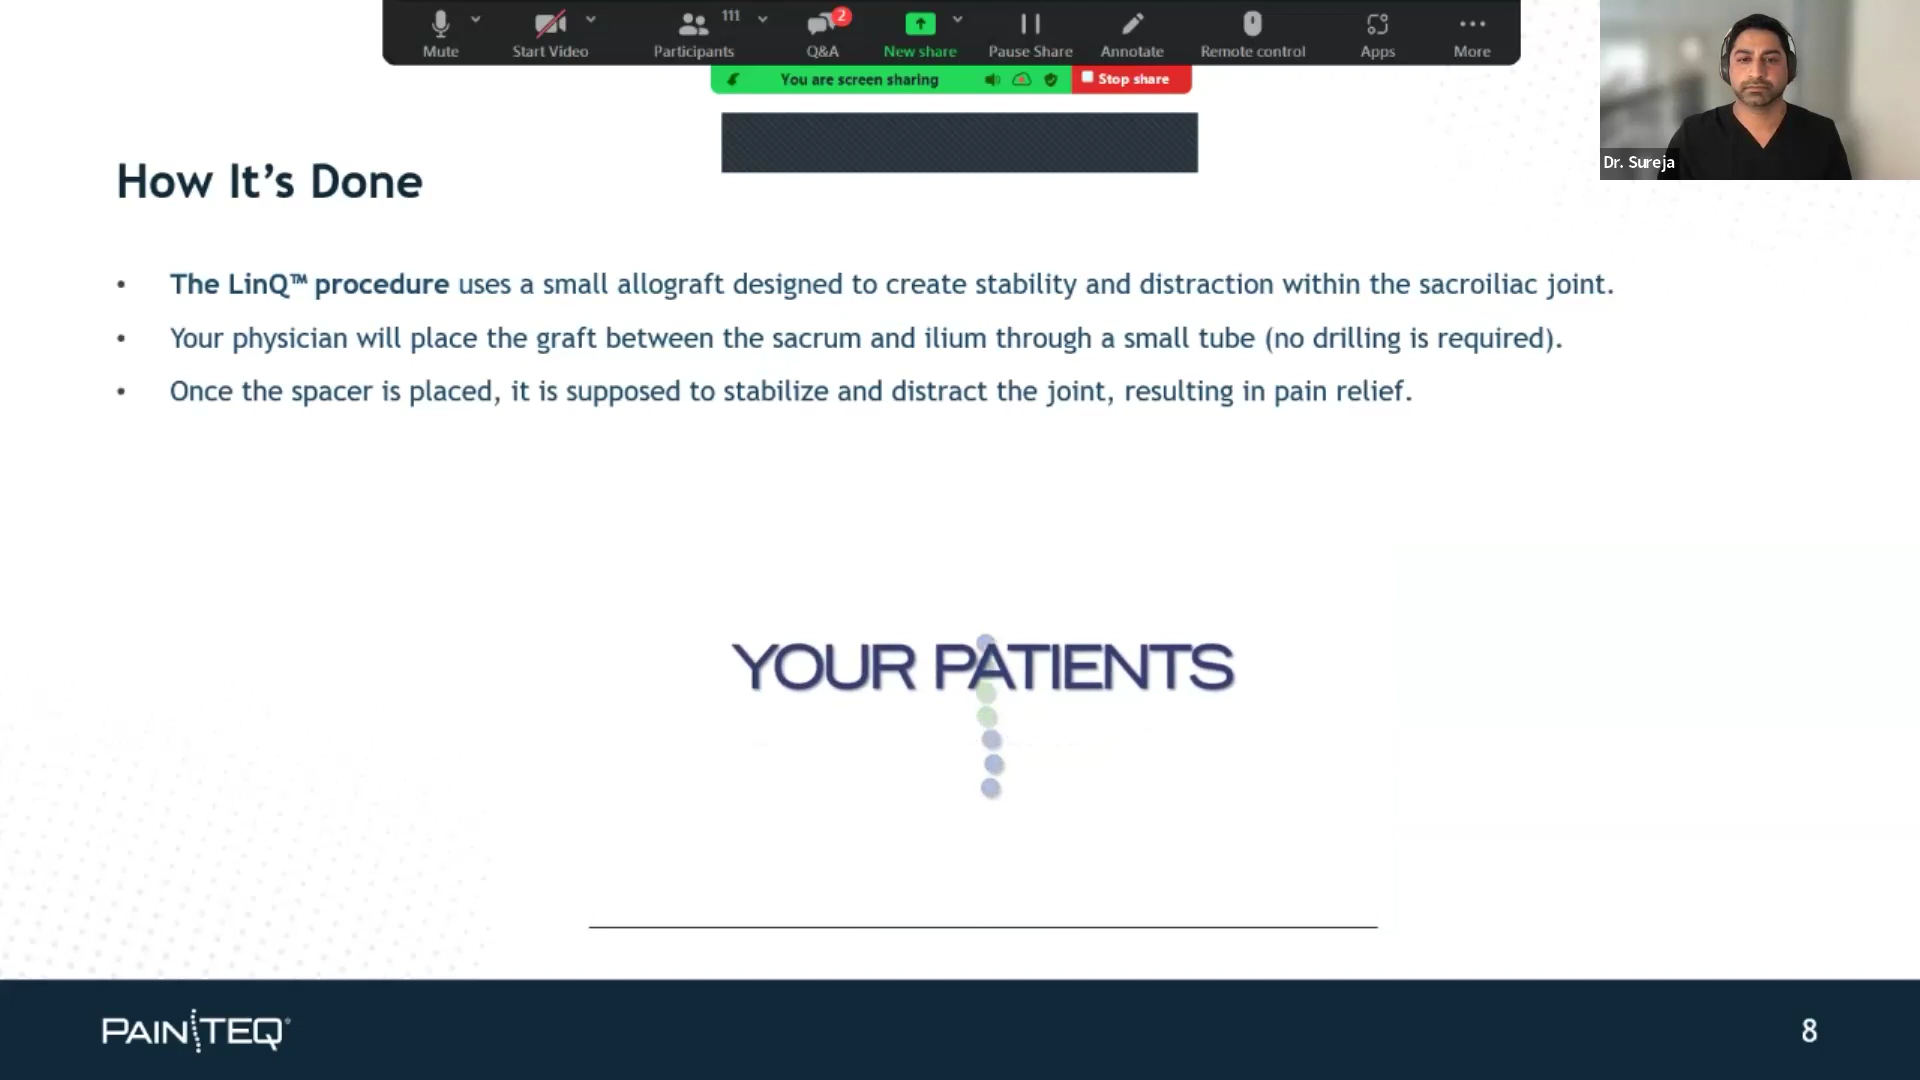 Mute
Start Video
Participants
111
Q&A
2
New share
Pause Share
Annotate
Remote control
Apps
More
You are screen sharing
Stop share
Dr. Sureja
How It’s Done
• The LinQ™ procedure uses a small allograft designed to create stability and distraction within the sacroiliac joint.
• Your physician will place the graft between the sacrum and ilium through a small tube (no drilling is required).
• Once the spacer is placed, it is supposed to stabilize and distract the joint, resulting in pain relief.
YOUR PATIENTS
PAINTEQ®
8